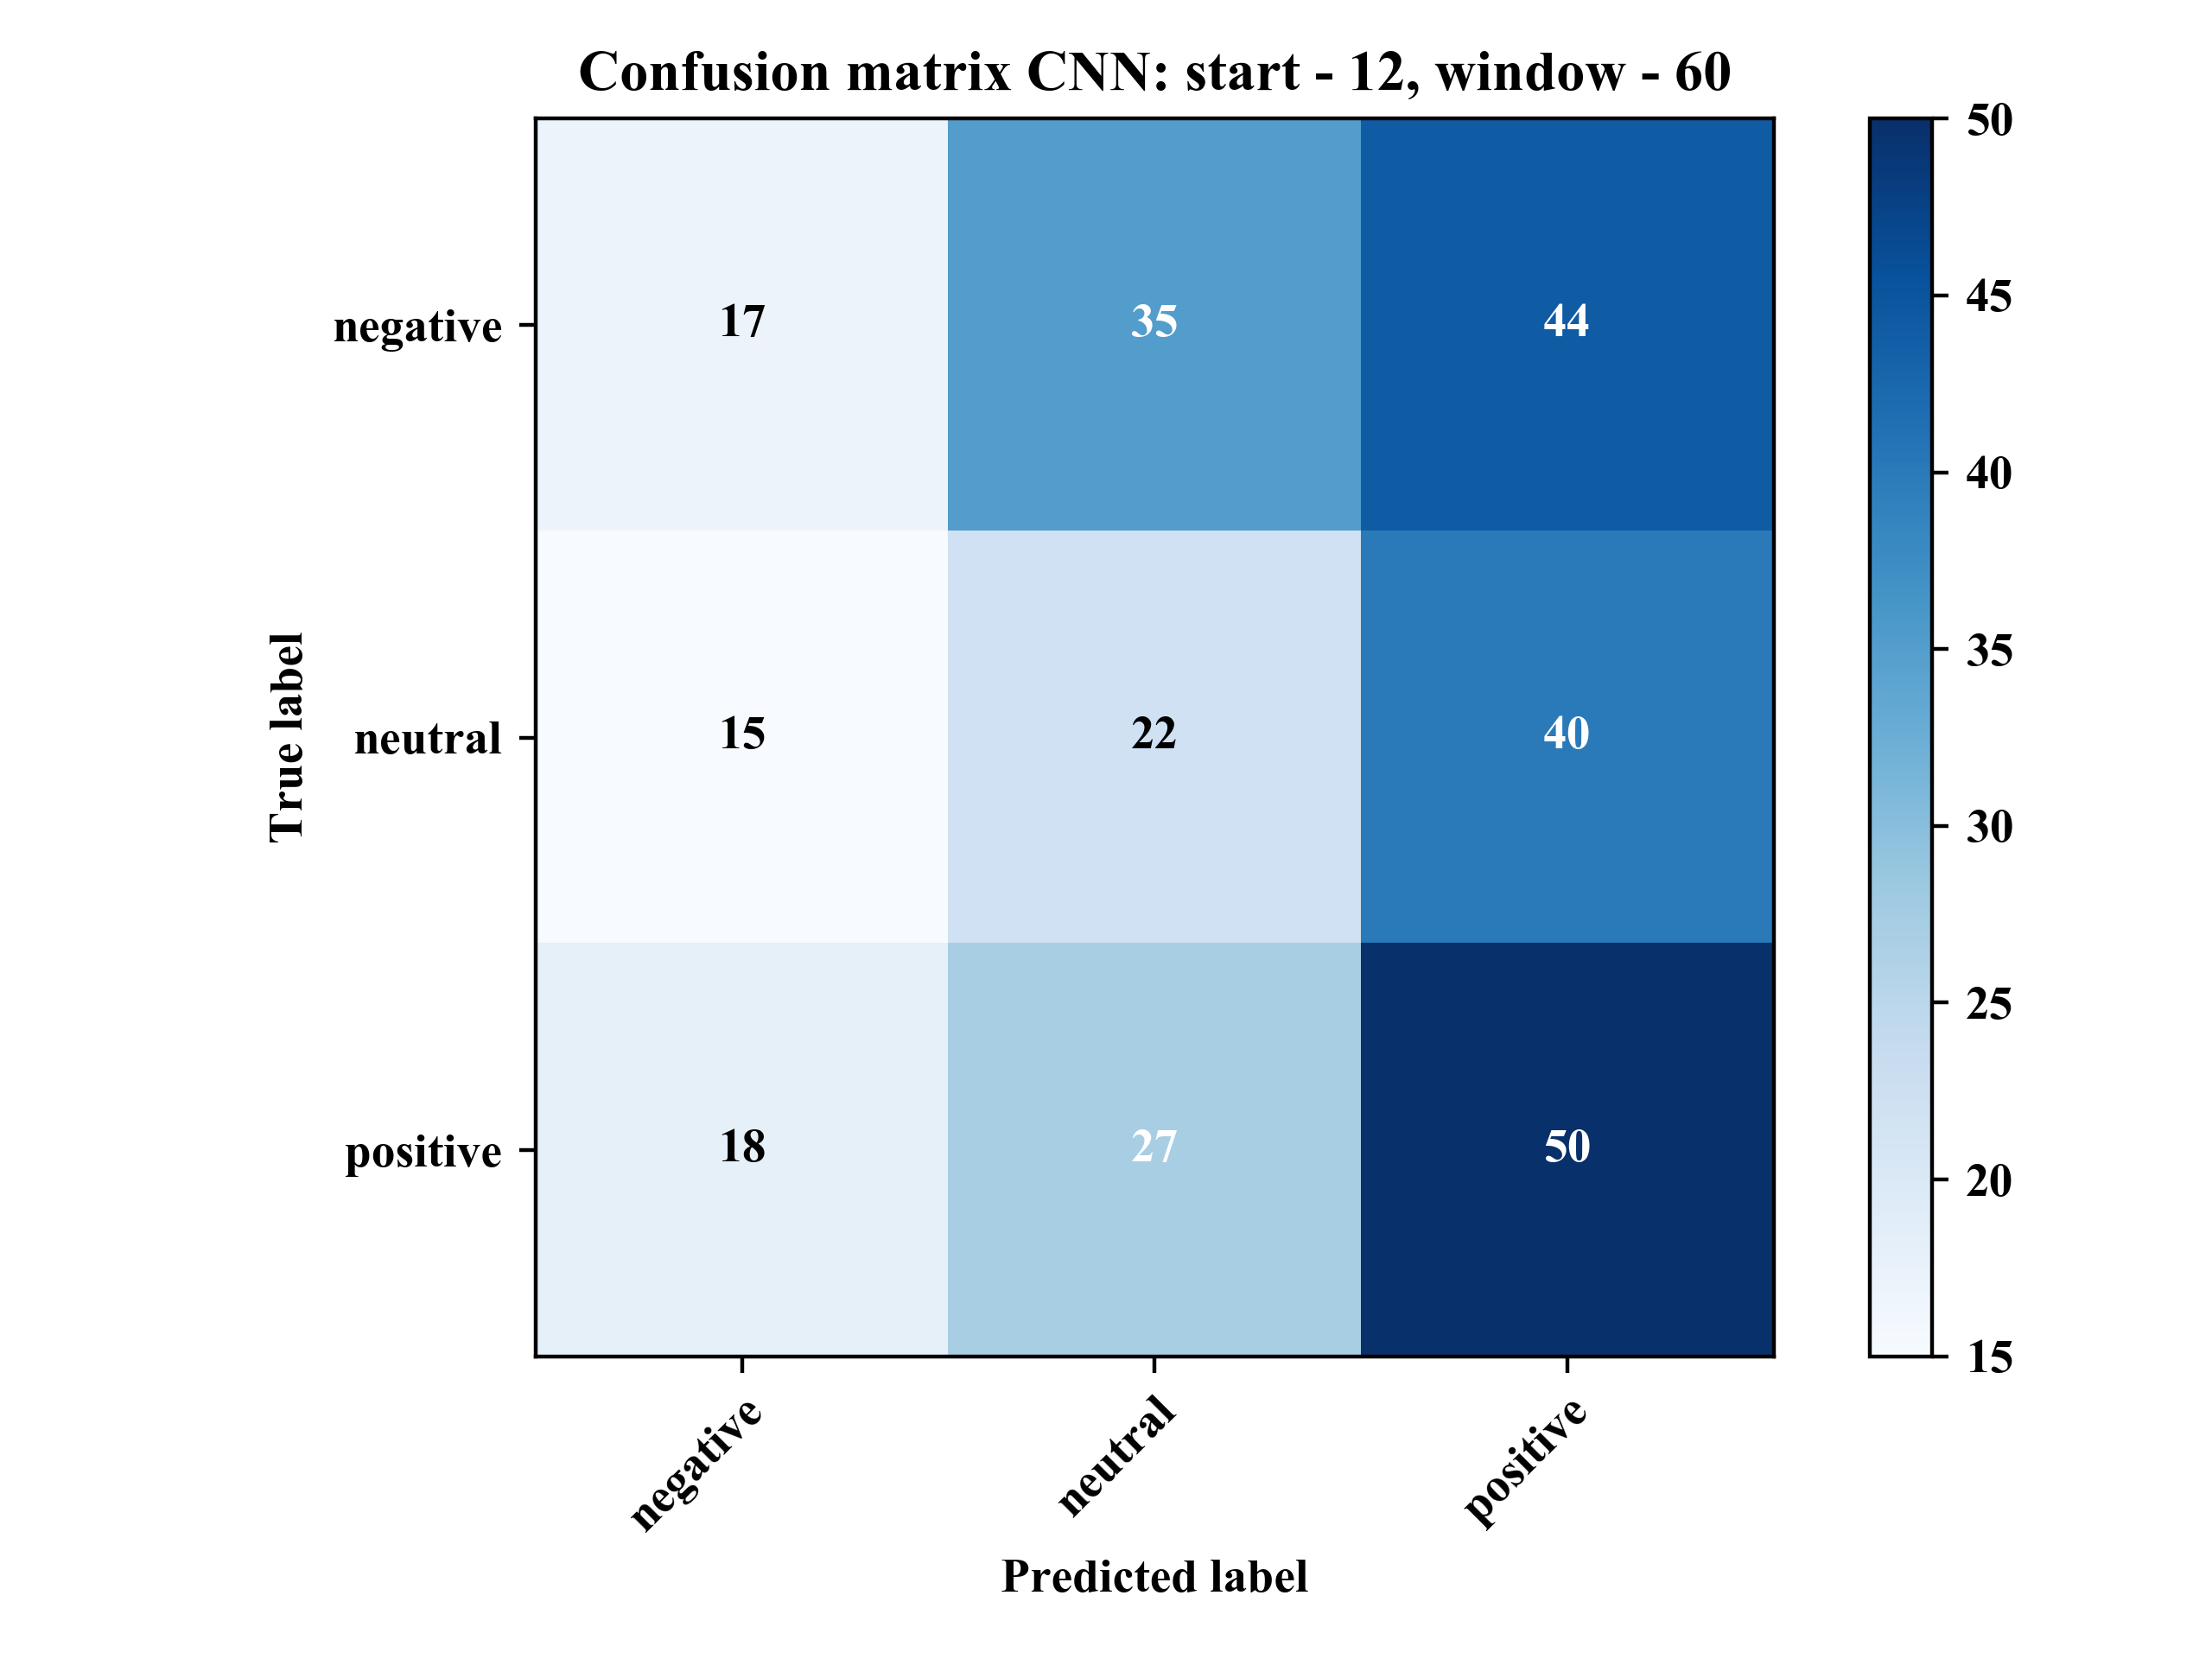 Confusion matrix CNN: start - 12, window - 60
True label
negative
17
35
44
neutral
15
22
40
positive
18
27
50
negative
neutral
positive
Predicted label
50
45
40
35
30
25
20
15